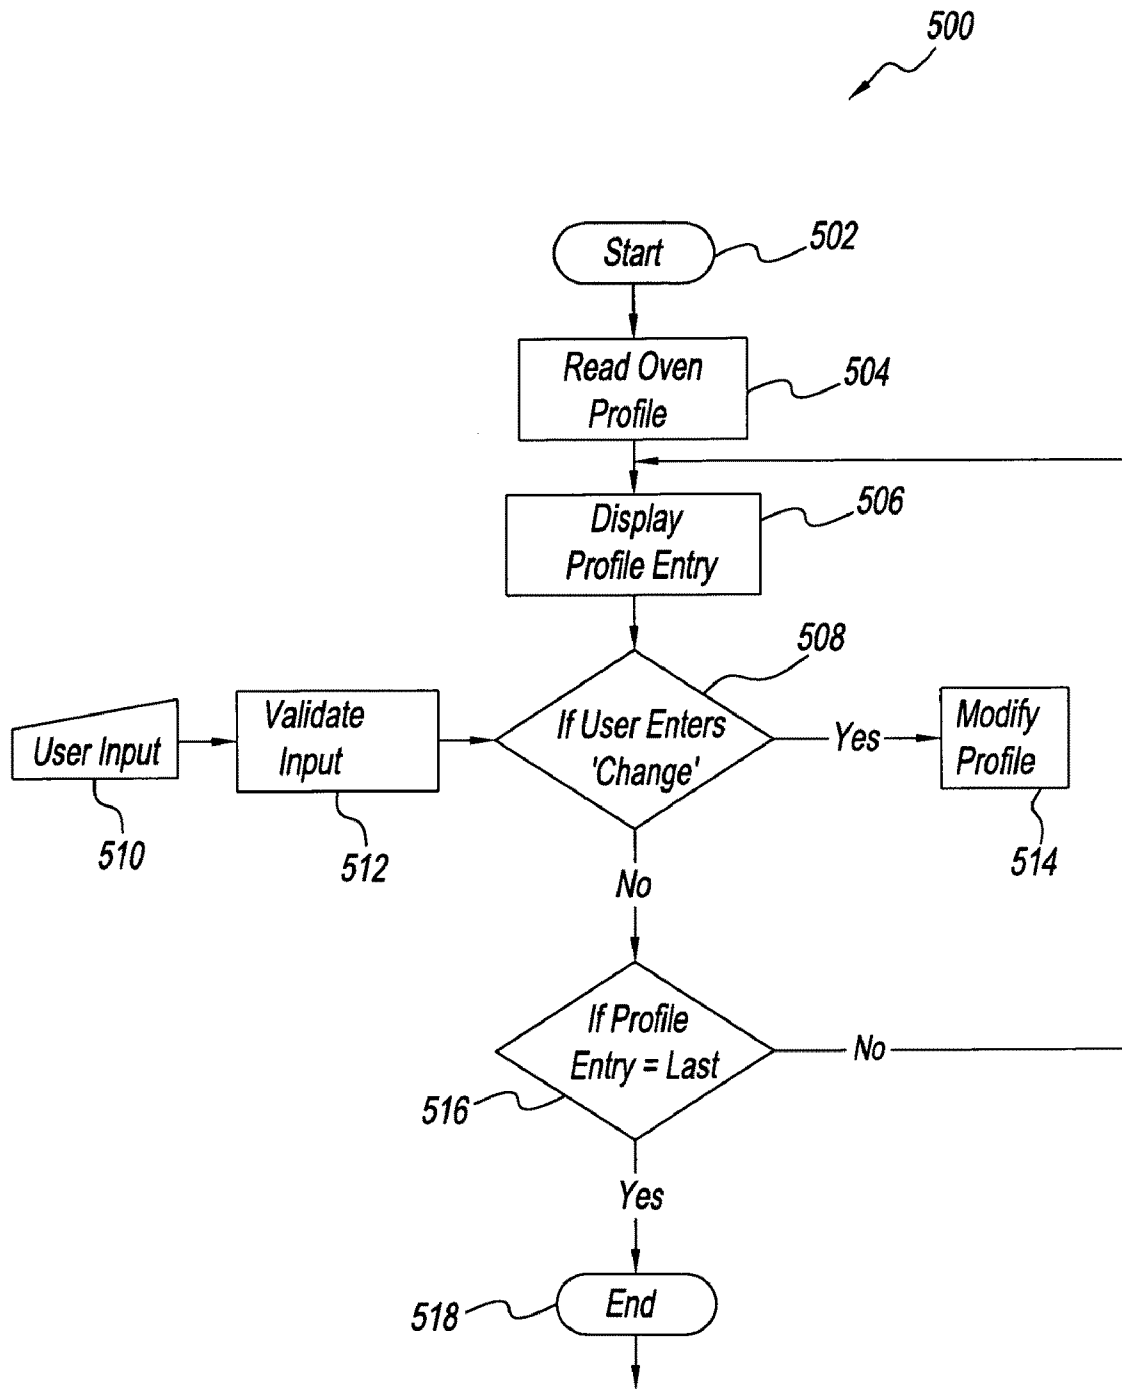 500
Start
502
Read Oven
Profile
504
Display
Profile Entry
506
508
If User Enters
'Change'
User Input
510
Validate
Input
512
Yes
Modify
Profile
514
No
If Profile
Entry = Last
516
No
Yes
End
518